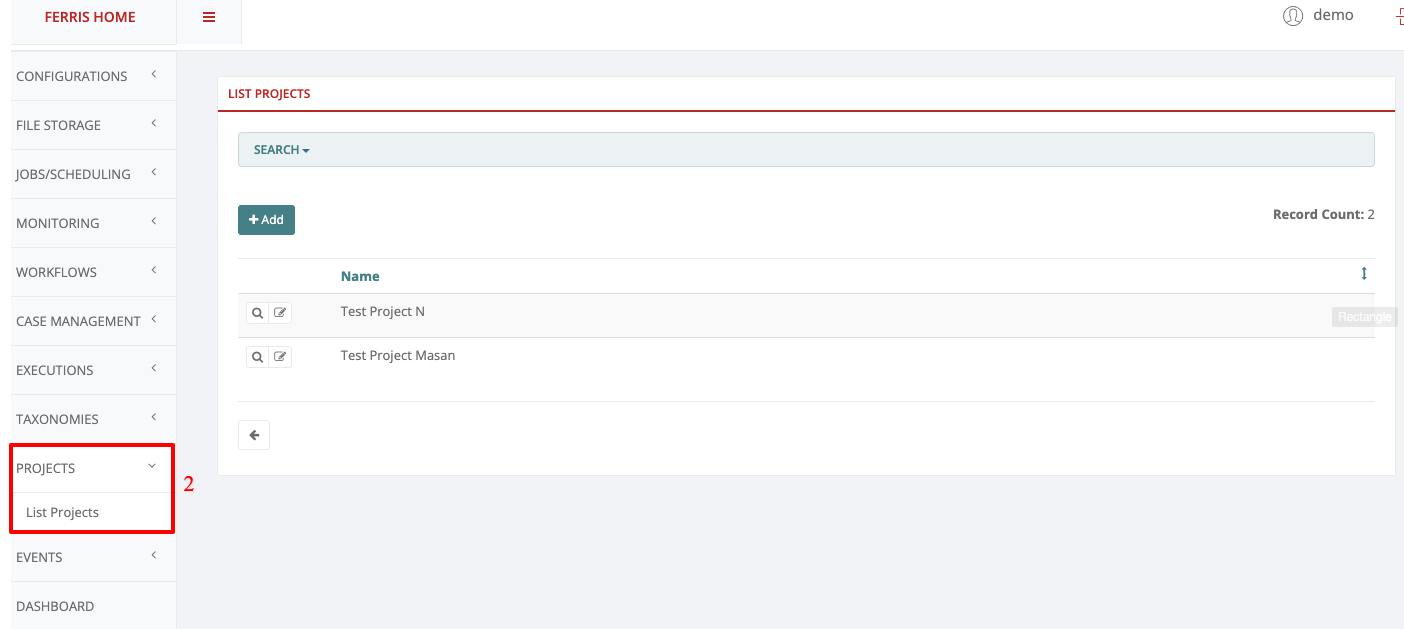 FERRIS HOME
demo
CONFIGURATIONS
FILE STORAGE
JOBS/SCHEDULING
MONITORING
WORKFLOWS
CASE MANAGEMENT
EXECUTIONS
TAXONOMIES
PROJECTS
List Projects
2
EVENTS
DASHBOARD
LIST PROJECTS
SEARCH
Add
Record Count: 2
Name
Test Project N
Rectangle
Test Project Masan